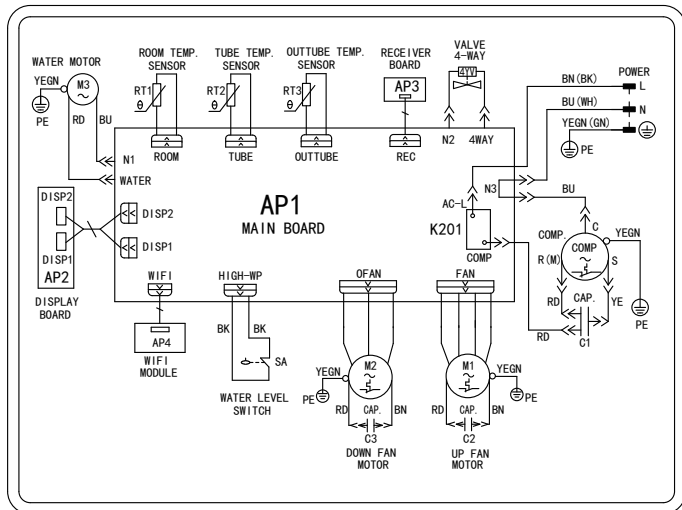 WATER MOTOR
ROOM TEMP.
SENSOR
TUBE TEMP.
SENSOR
OUTTUBE TEMP.
SENSOR
RECEIVER
BOARD
VALVE
4-WAY
4YV
POWER
BN(BK)
L
BU(WH)
N
YEGN(GN)
PE
YEGN
M3
PE
RD
BU
RT1
θ
RT2
θ
RT3
θ
AP3
ROOM
TUBE
OUTTUBE
REC
N2
4WAY
N1
WATER
N3
BU
AP1
MAIN BOARD
AC-L
K201
COMP
DISP2
DISP1
AP2
DISPLAY
BOARD
DISP2
DISP1
COMP.
C
COMP
YEGN
R(M)
S
RD
CAP.
YE
C1
RD
PE
WIFI
HIGH-WP
OFAN
FAN
AP4
WIFI
MODULE
BK
BK
SA
WATER LEVEL
SWITCH
YEGN
M2
PE
RD
CAP.
BN
C3
DOWN FAN
MOTOR
M1
YEGN
PE
RD
CAP.
BN
C2
UP FAN
MOTOR